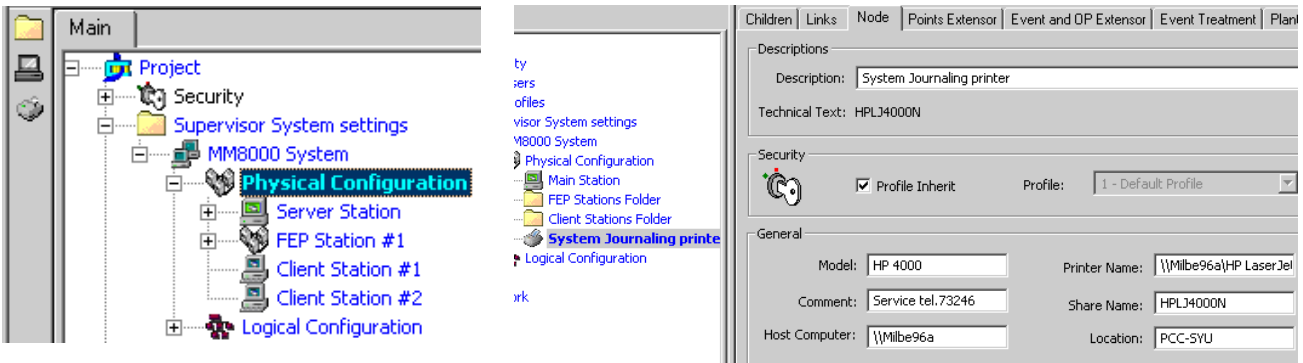 Main
Project
Security
Supervisor System settings
MM8000 System
Physical Configuration
Server Station
FEP Station #1
Client Station #1
Client Station #2
Logical Configuration
ty
sers
ofiles
visor System settings
M8000 System
Physical Configuration
Main Station
FEP Stations Folder
Client Stations Folder
System Journaling printe
Logical Configuration
ork
Children Links Node Points Extensor Event and OP Extensor Event Treatment Plant
Descriptions
Description: System Journaling printer
Technical Text: HPLJ4000N
Security
Profile Inherit Profile: 1 - Default Profile
General
Model: HP 4000 Printer Name: \\Milbe96a\HP LaserJet
Comment: Service tel.73246 Share Name: HPLJ4000N
Host Computer: \\Milbe96a Location: PCC-SYU